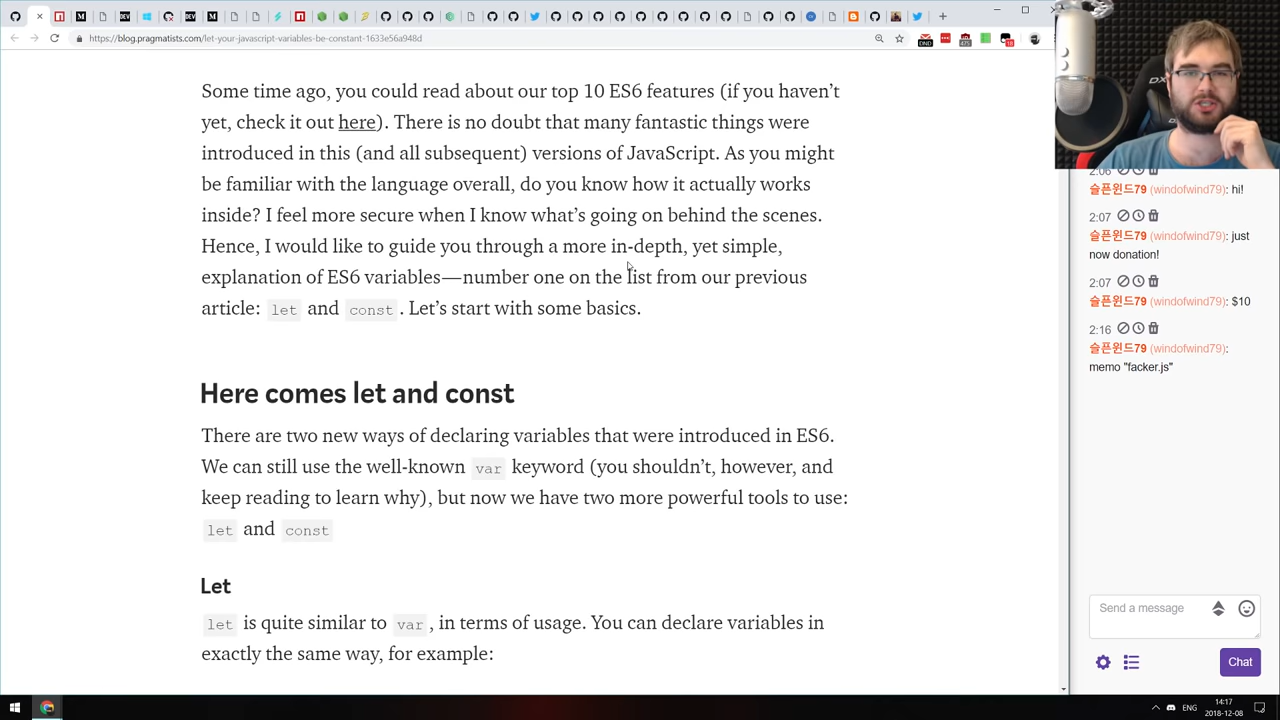 https://blog.pragmatists.com/let-your-javascript-variables-be-constant-1633e56a948d
Some time ago, you could read about our top 10 ES6 features (if you haven’t
yet, check it out here). There is no doubt that many fantastic things were
introduced in this (and all subsequent) versions of JavaScript. As you might
be familiar with the language overall, do you know how it actually works
inside? I feel more secure when I know what’s going on behind the scenes.
Hence, I would like to guide you through a more in-depth, yet simple,
explanation of ES6 variables—number one on the list from our previous
article: let and const. Let’s start with some basics.
Here comes let and const
There are two new ways of declaring variables that were introduced in ES6.
We can still use the well-known var keyword (you shouldn’t, however, and
keep reading to learn why), but now we have two more powerful tools to use:
let and const
Let
let is quite similar to var, in terms of usage. You can declare variables in
exactly the same way, for example:
2:06
슬픈윈드79 (windofwind79): hi!
2:07
슬픈윈드79 (windofwind79): just
now donation!
2:07
슬픈윈드79 (windofwind79): $10
2:16
슬픈윈드79 (windofwind79):
memo "facker.js"
Send a message
Chat
ENG
14:17
2018-12-08